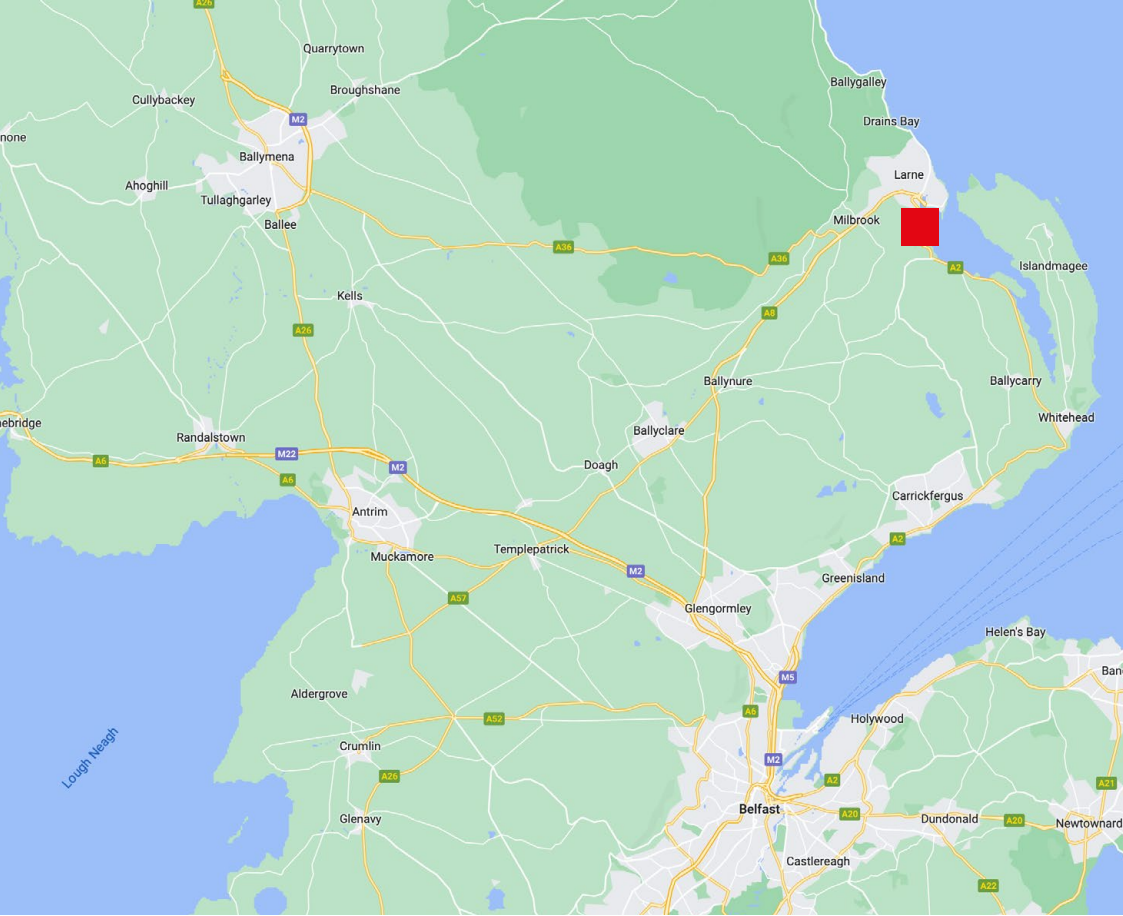 A26
Quarrytown
Ballygalley
Broughshane
Cullybackey
M2
Drains Bay
none
Ballymena
Larne
Ahoghill
Tullaghgarley
Milbrook
Ballee
A36
A36
Islandmagee
A2
Kells
A8
A26
Ballynure
Ballycarry
Whitehead
ebridge
Ballyclare
Randalstown
M22
A6
M2
Doagh
A6
Carrickfergus
Antrim
A2
Templepatrick
Muckamore
M2
Greenisland
A57
Glengormley
Helen's Bay
Ban
M5
Aldergrove
A6
A52
Holywood
Crumlin
Lough Neagh
M2
A26
A2
A21
Belfast
A20
Glenavy
Dundonald
A20
Newtownard
Castlereagh
A22